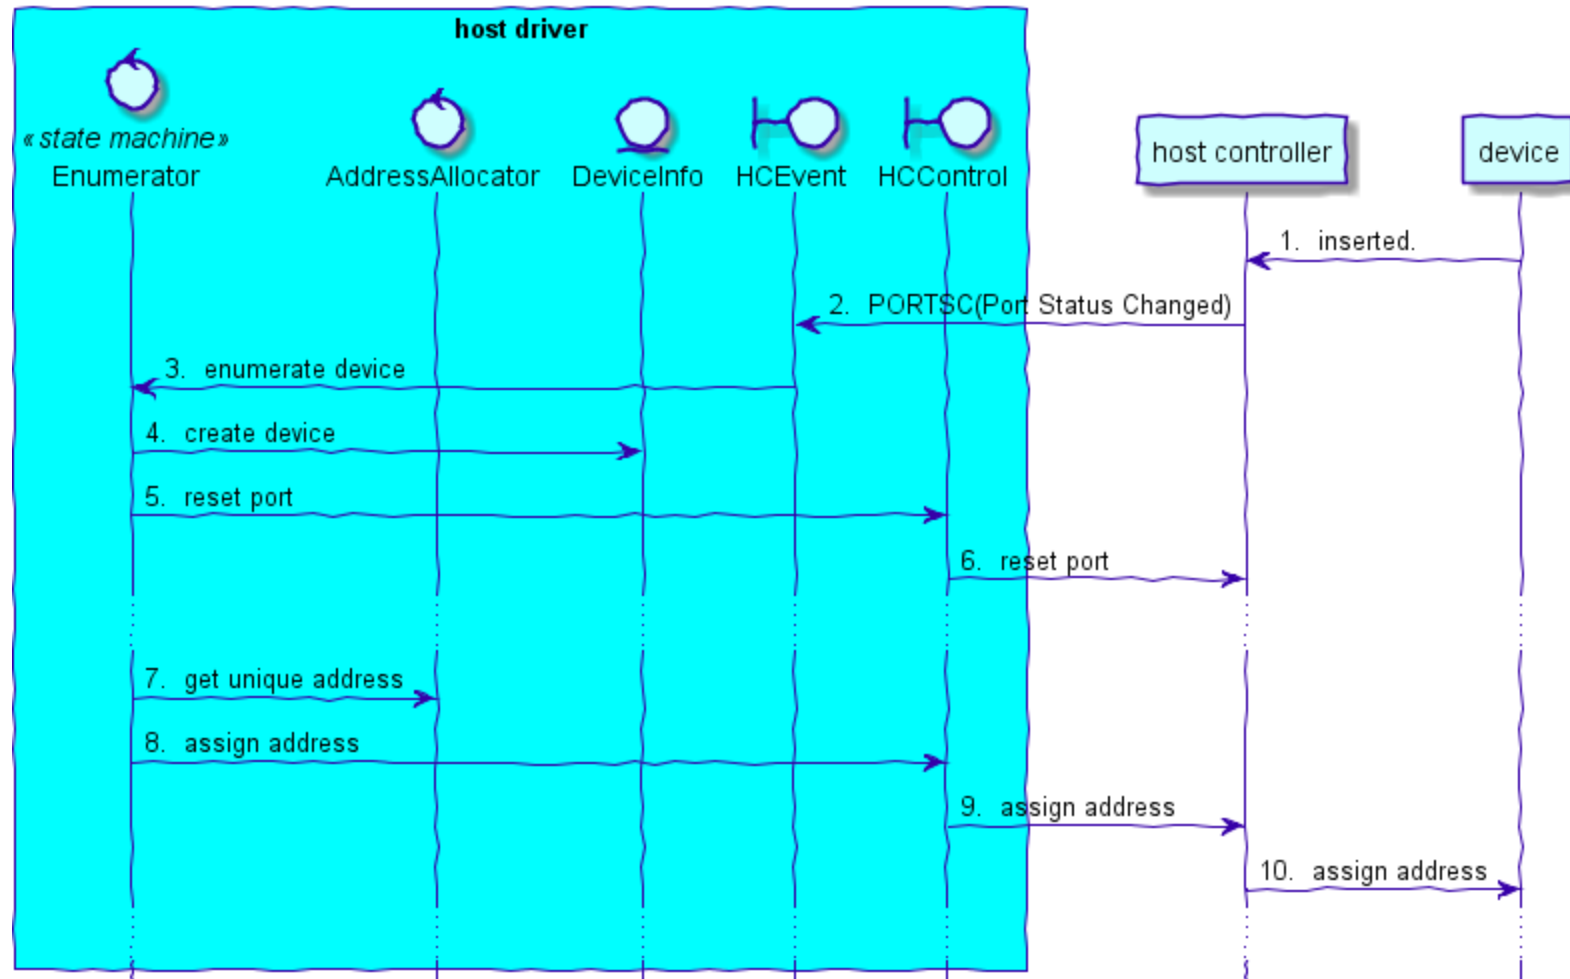 host driver
«state machine»
Enumerator
AddressAllocator
DeviceInfo
HCEvent
HCControl
host controller
device
1. inserted.
2. PORTSC(Port Status Changed)
3. enumerate device
4. create device
5. reset port
6. reset port
7. get unique address
8. assign address
9. assign address
10. assign address